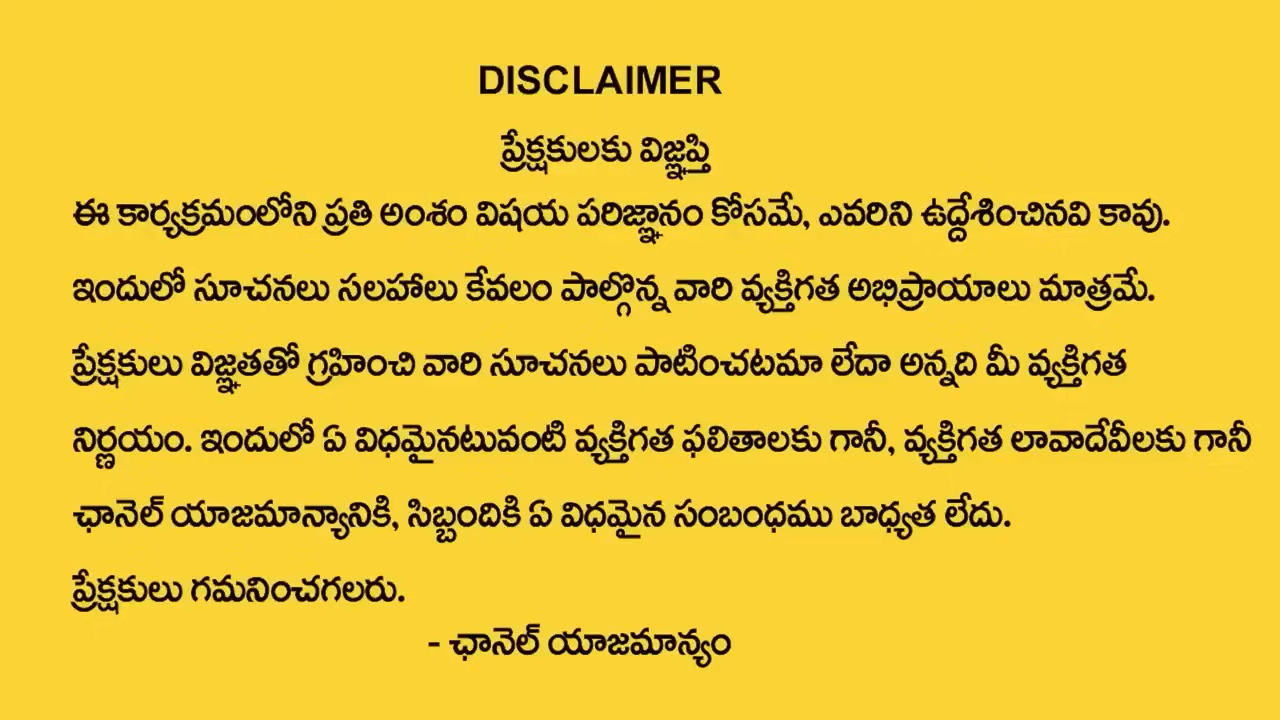 DISCLAIMER
ప్రేక్షకులకు విజ్ఞప్తి
ఈ కార్యక్రమంలోని ప్రతి అంశం విషయ పరిజ్ఞానం కోసమే, ఎవరిని ఉద్దేశించినవి కావు.
ఇందులో సూచనలు సలహాలు కేవలం పాల్గొన్న వారి వ్యక్తిగత అభిప్రాయాలు మాత్రమే.
ప్రేక్షకులు విజ్ఞతతో గ్రహించి వారి సూచనలు పాటించటమా లేదా అన్నది మీ వ్యక్తిగత
నిర్ణయం. ఇందులో ఏ విధమైనటువంటి వ్యక్తిగత ఫలితాలకు గానీ, వ్యక్తిగత లావాదేవీలకు గానీ
ఛానెల్ యాజమాన్యానికి, సిబ్బందికి ఏ విధమైన సంబంధము బాధ్యత లేదు.
ప్రేక్షకులు గమనించగలరు.
- ఛానెల్ యాజమాన్యం